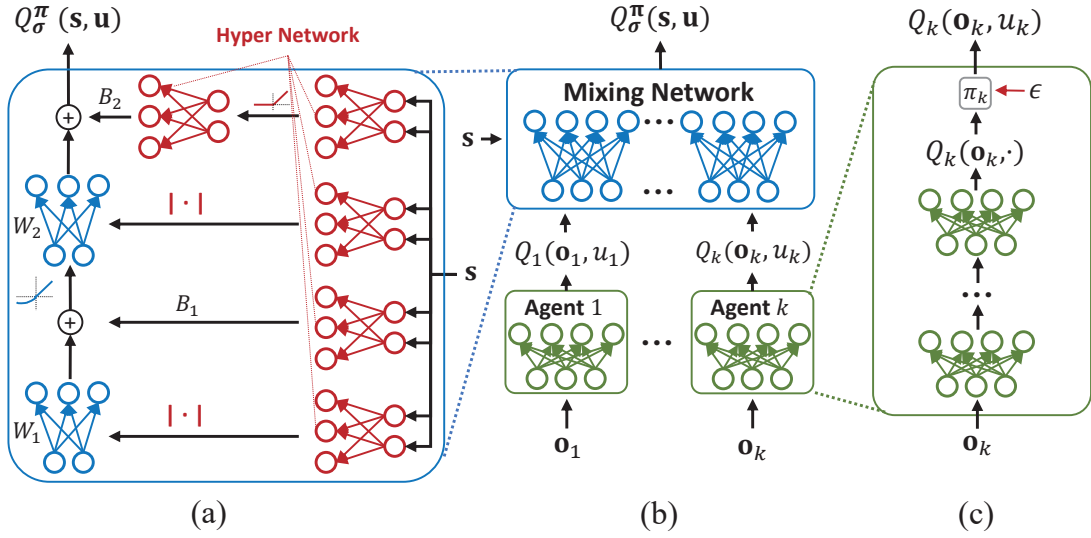 Q_σ^π (s, u)
Hyper Network
B_2
+
W_2
| · |
s
B_1
+
W_1
| · |
(a)
Q_σ^π(s, u)
Mixing Network
...
s
...
Q_1(o_1, u_1)
Q_k(o_k, u_k)
Agent 1
Agent k
...
o_1
o_k
(b)
Q_k(o_k, u_k)
π_k
ϵ
Q_k(o_k,·)
...
o_k
(c)